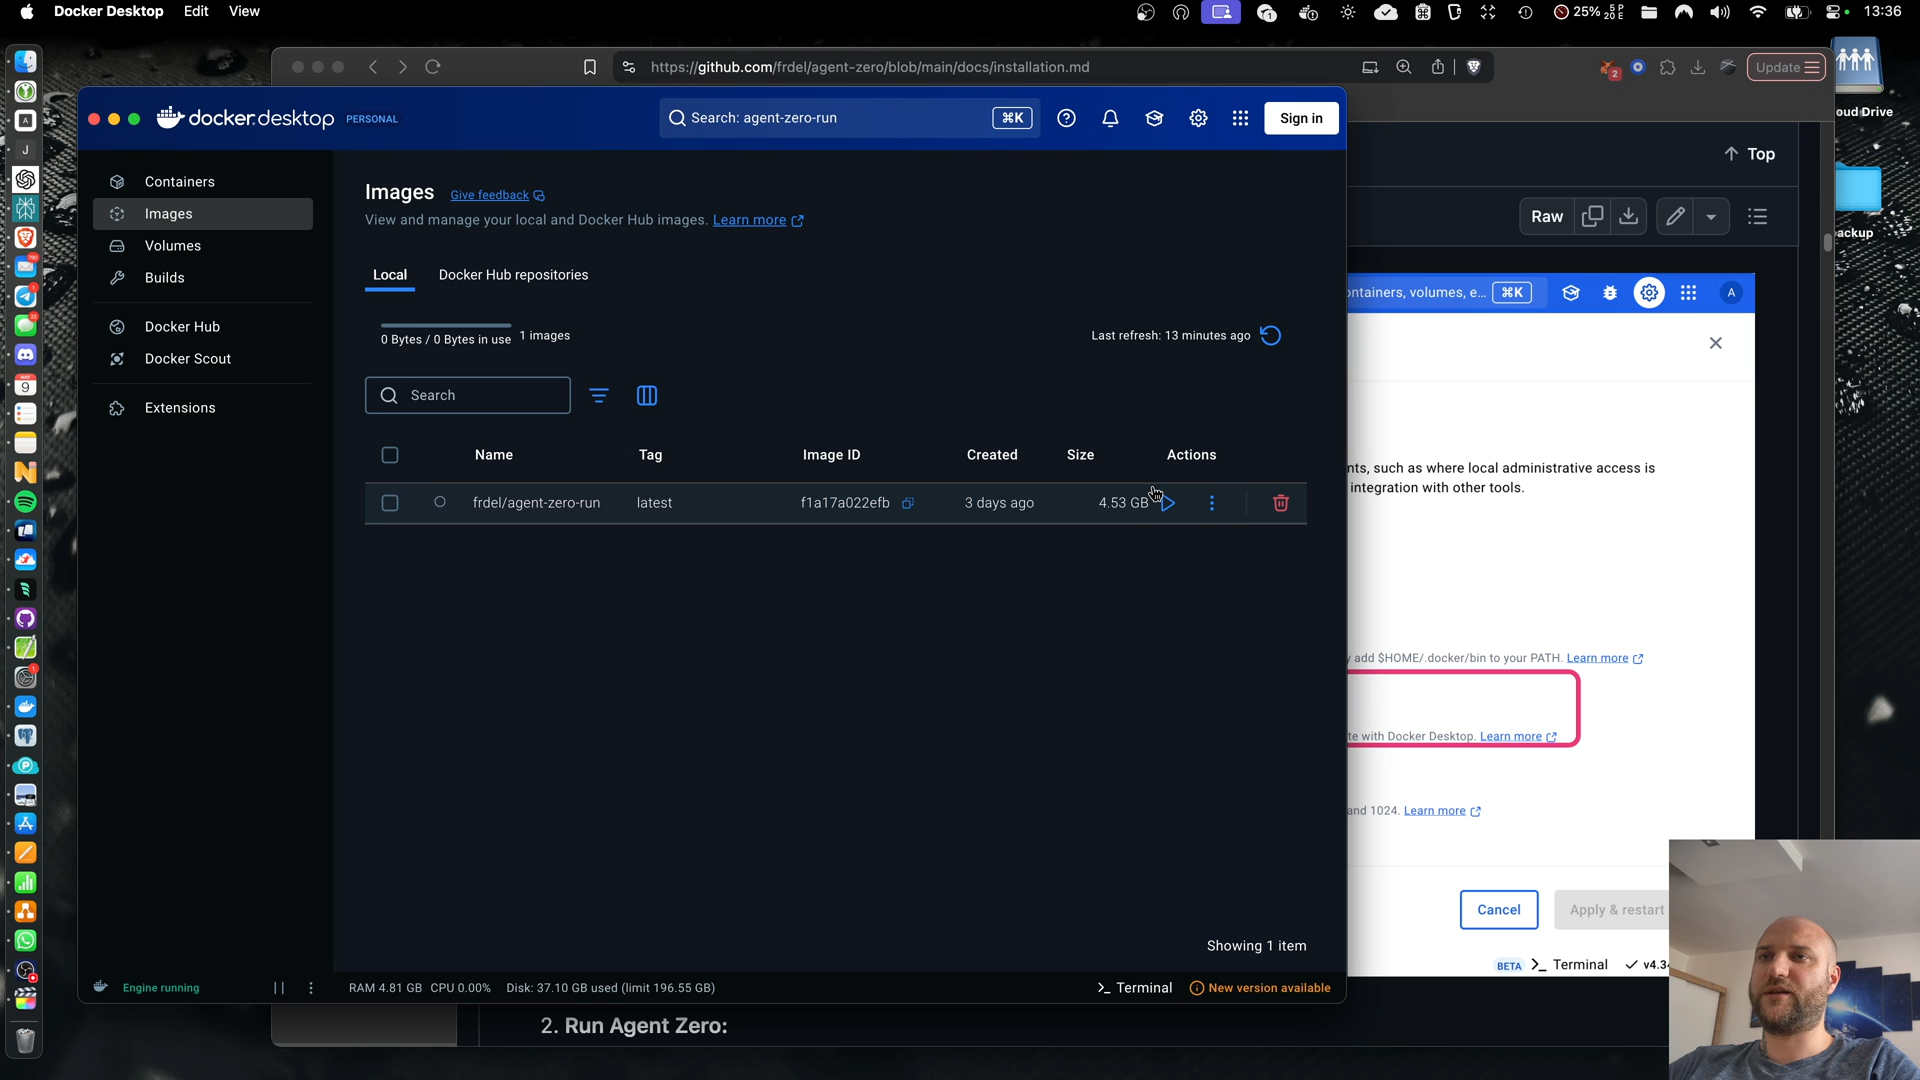 Docker Desktop Edit View
25% 5 P
20 E
13:36
https://github.com/frdel/agent-zero/blob/main/docs/installation.md
2
Update
docker.desktop PERSONAL
Search: agent-zero-run
⌘K
Sign in
oud Drive
Top
Containers
Images
Volumes
Builds
Docker Hub
Docker Scout
Extensions
Images Give feedback
View and manage your local and Docker Hub images. Learn more
Local Docker Hub repositories
0 Bytes / 0 Bytes in use 1 images
Last refresh: 13 minutes ago
Search
Name Tag Image ID Created Size Actions
frdel/agent-zero-run latest f1a17a022efb 3 days ago 4.53 GB
Showing 1 item
Engine running
RAM 4.81 GB CPU 0.00% Disk: 37.10 GB used (limit 196.55 GB)
>_ Terminal New version available
Raw
ackup
ontainers, volumes, e... ⌘K
A
nts, such as where local administrative access is
integration with other tools.
y add $HOME/.docker/bin to your PATH. Learn more
te with Docker Desktop. Learn more
and 1024. Learn more
Cancel Apply & restart
BETA >_ Terminal v4.34
2. Run Agent Zero: